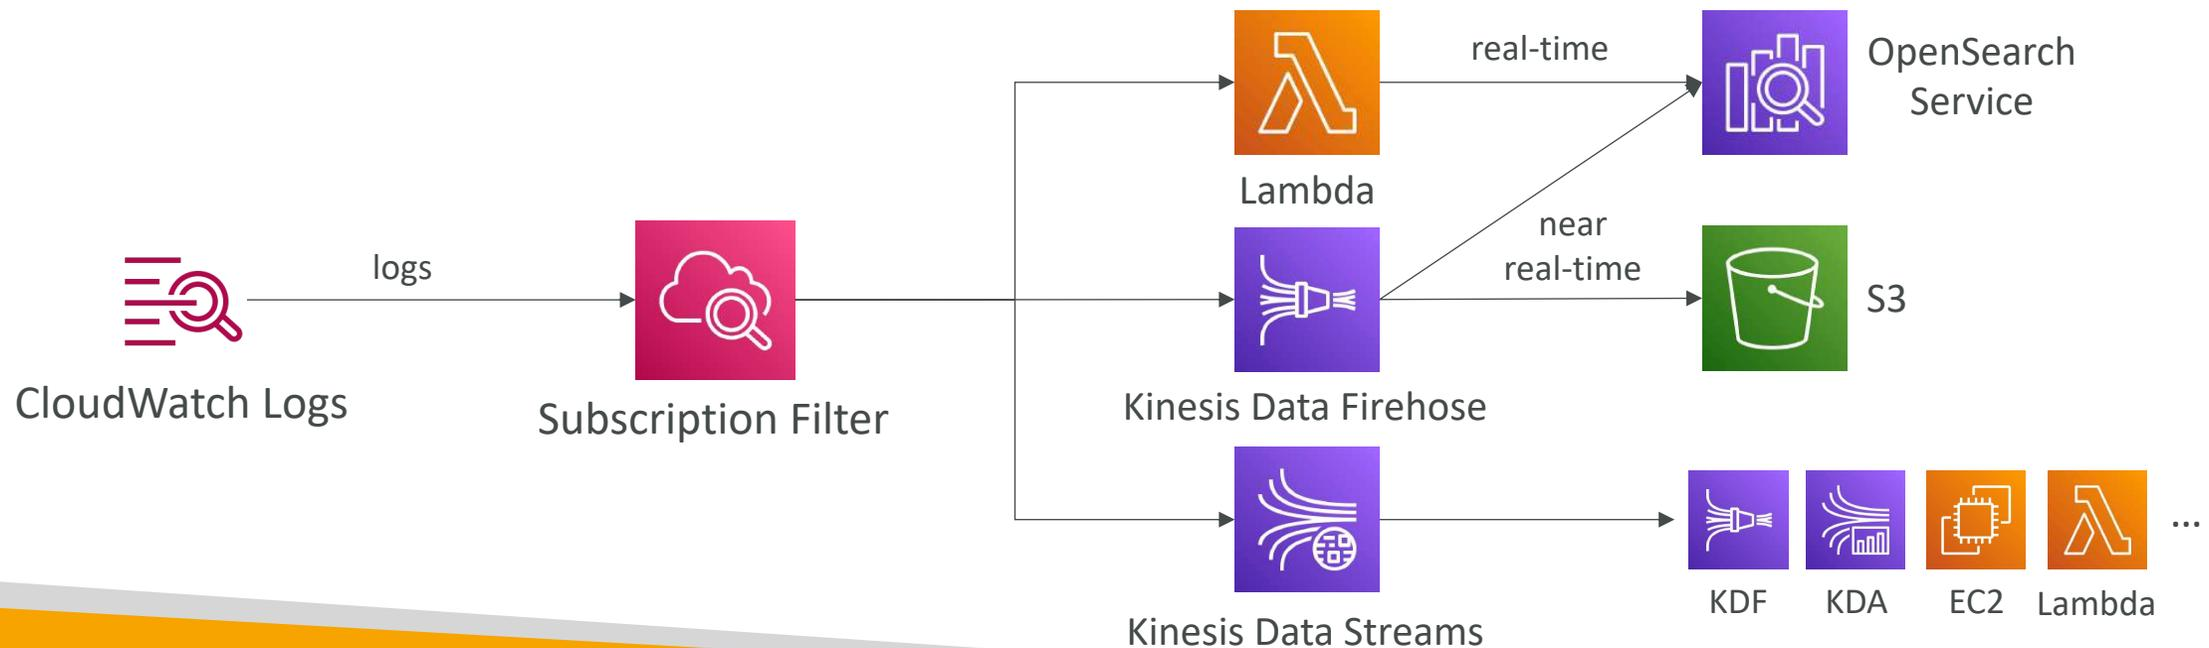 real-time
OpenSearch
Service
Lambda
near
real-time
logs
S3
CloudWatch Logs
Subscription Filter
Kinesis Data Firehose
...
KDF
KDA
EC2
Lambda
Kinesis Data Streams